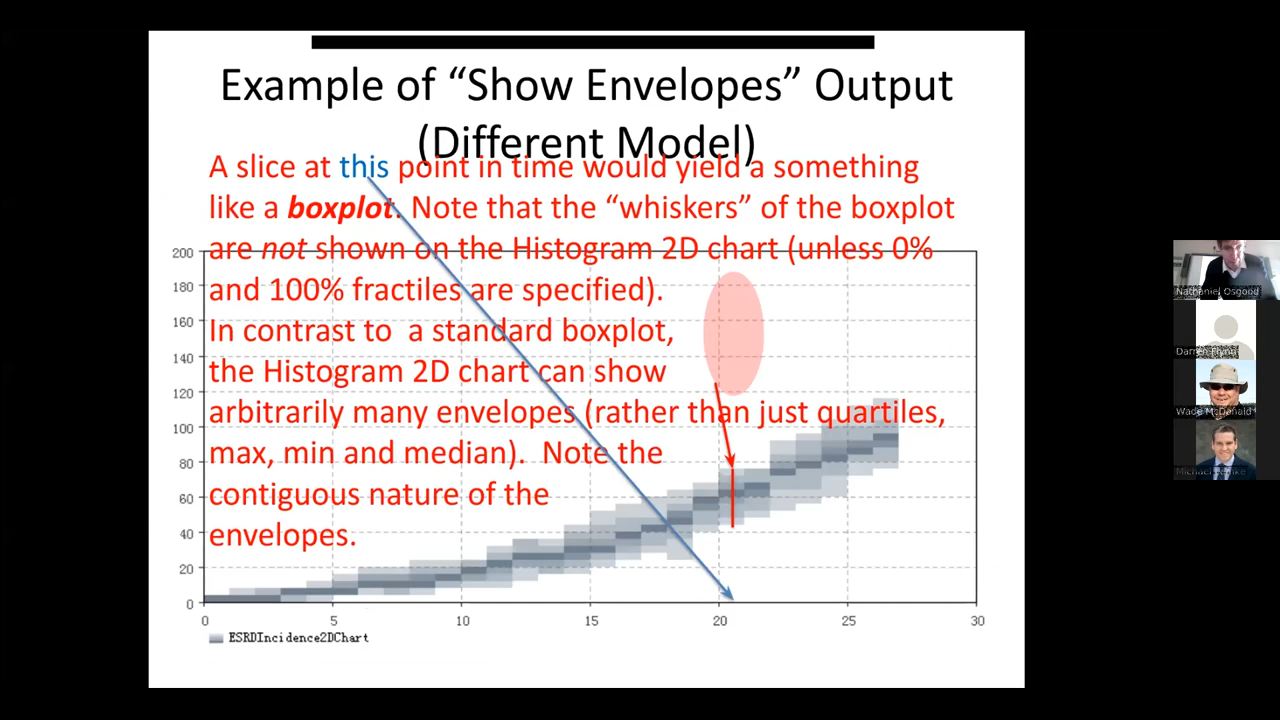 Example of “Show Envelopes” Output
(Different Model)
A slice at this point in time would yield a something
like a boxplot. Note that the “whiskers” of the boxplot
are not shown on the Histogram 2D chart (unless 0%
and 100% fractiles are specified).
In contrast to a standard boxplot,
the Histogram 2D chart can show
arbitrarily many envelopes (rather than just quartiles,
max, min and median). Note the
contiguous nature of the
envelopes.
200
180
160
140
120
100
80
60
40
20
0
0 5 10 15 20 25 30
ESRDIncidence2DChart
Nathaniel Osgood
Wade McDonald